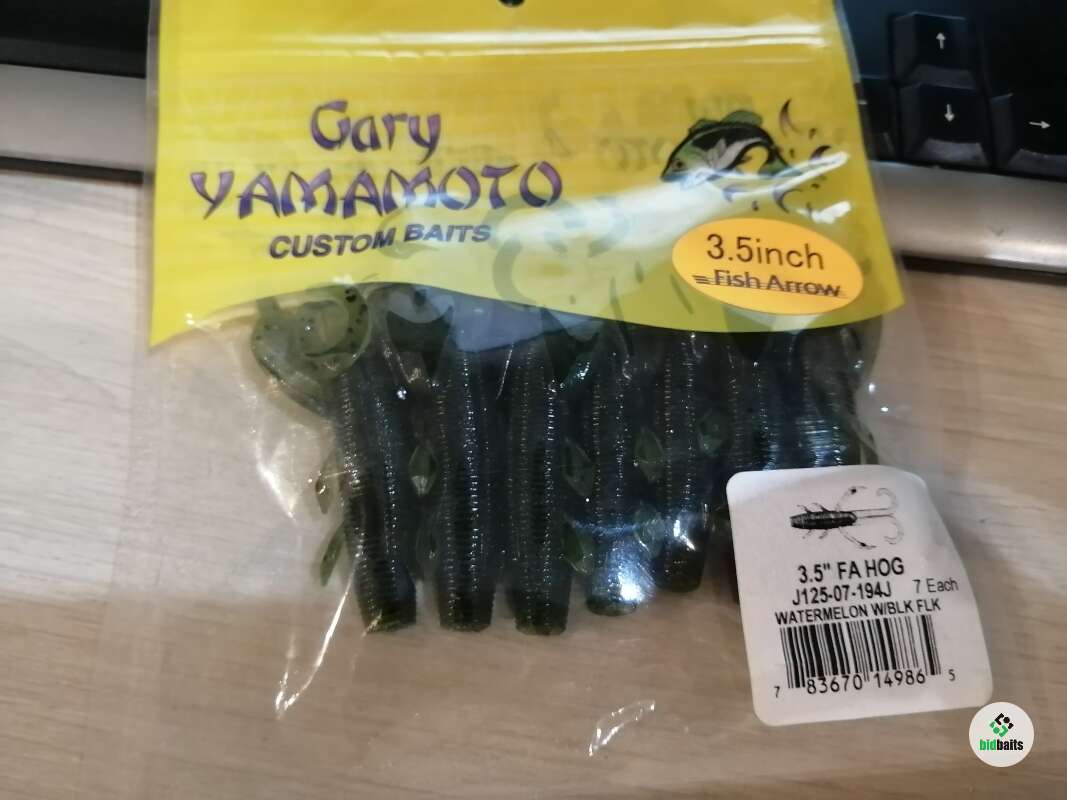 Gary
YAMAMOTO
CUSTOM BAITS
3.5inch
Fish Arrow
3.5" FA HOG
J125-07-194J 7 Each
WATERMELON W/BLK FLK
7 83670 14986 5
bidbaits
↑
↓
→